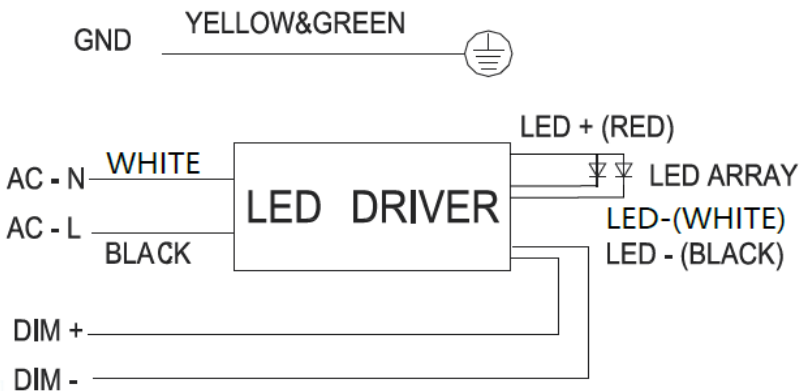 GND YELLOW&GREEN
LED + (RED)
AC - N WHITE
LED ARRAY
LED DRIVER
LED-(WHITE)
AC - L BLACK
LED - (BLACK)
DIM +
DIM -